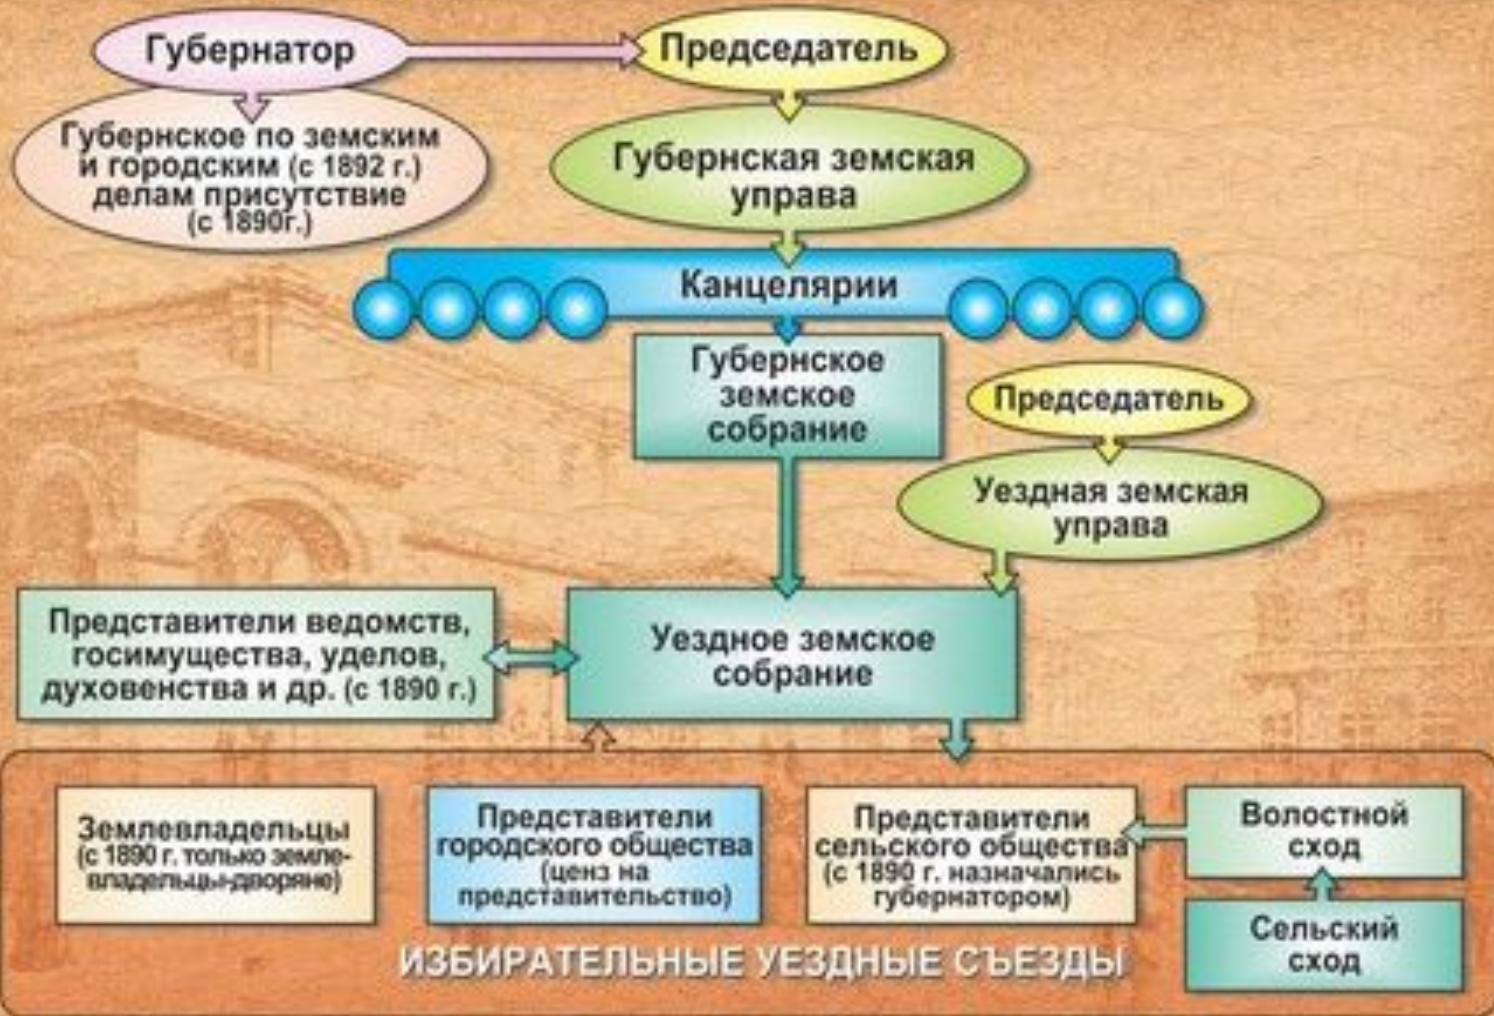 Губернатор
Председатель
Губернское по земским
и городским (с 1892 г.)
делам присутствие
(с 1890г.)
Губернская земская
управа
Канцелярии
Губернское
земское
собрание
Председатель
Уездная земская
управа
Представители ведомств,
госимущества, уделов,
духовенства и др. (с 1890 г.)
Уездное земское
собрание
Землевладельцы
(с 1890 г. только земле-
владельцы-дворяне)
Представители
городского общества
(ценз на
представительство)
Представители
сельского общества
(с 1890 г. назначались
губернатором)
Волостной
сход
Сельский
сход
ИЗБИРАТЕЛЬНЫЕ УЕЗДНЫЕ СЪЕЗДЫ